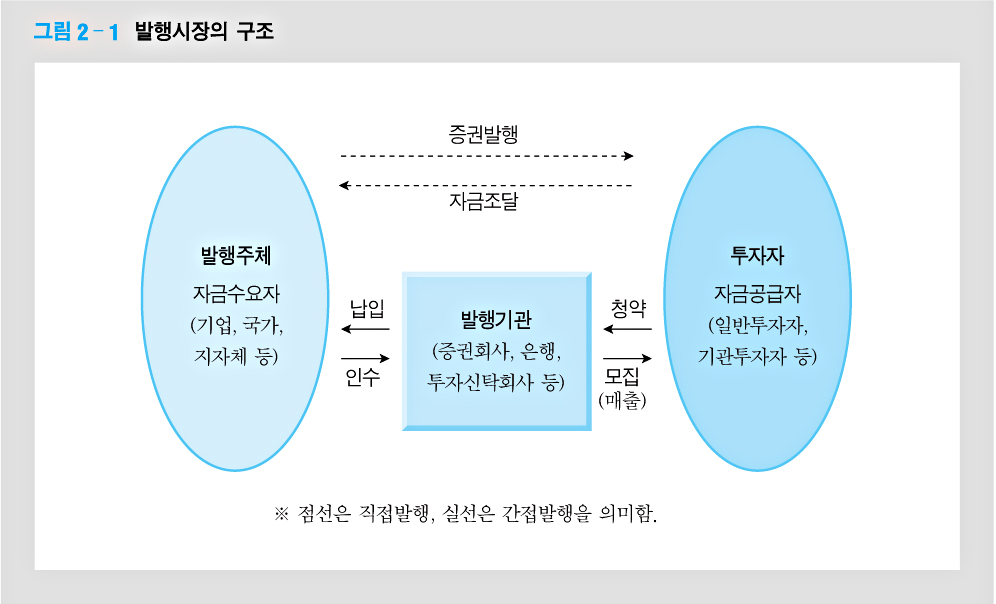 그림 2-1 발행시장의 구조
증권발행
자금조달
발행주체
자금수요자
(기업, 국가,
지자체 등)
납입
인수
발행기관
(증권회사, 은행,
투자신탁회사 등)
청약
모집
(매출)
투자자
자금공급자
(일반투자자,
기관투자자 등)
※ 점선은 직접발행, 실선은 간접발행을 의미함.